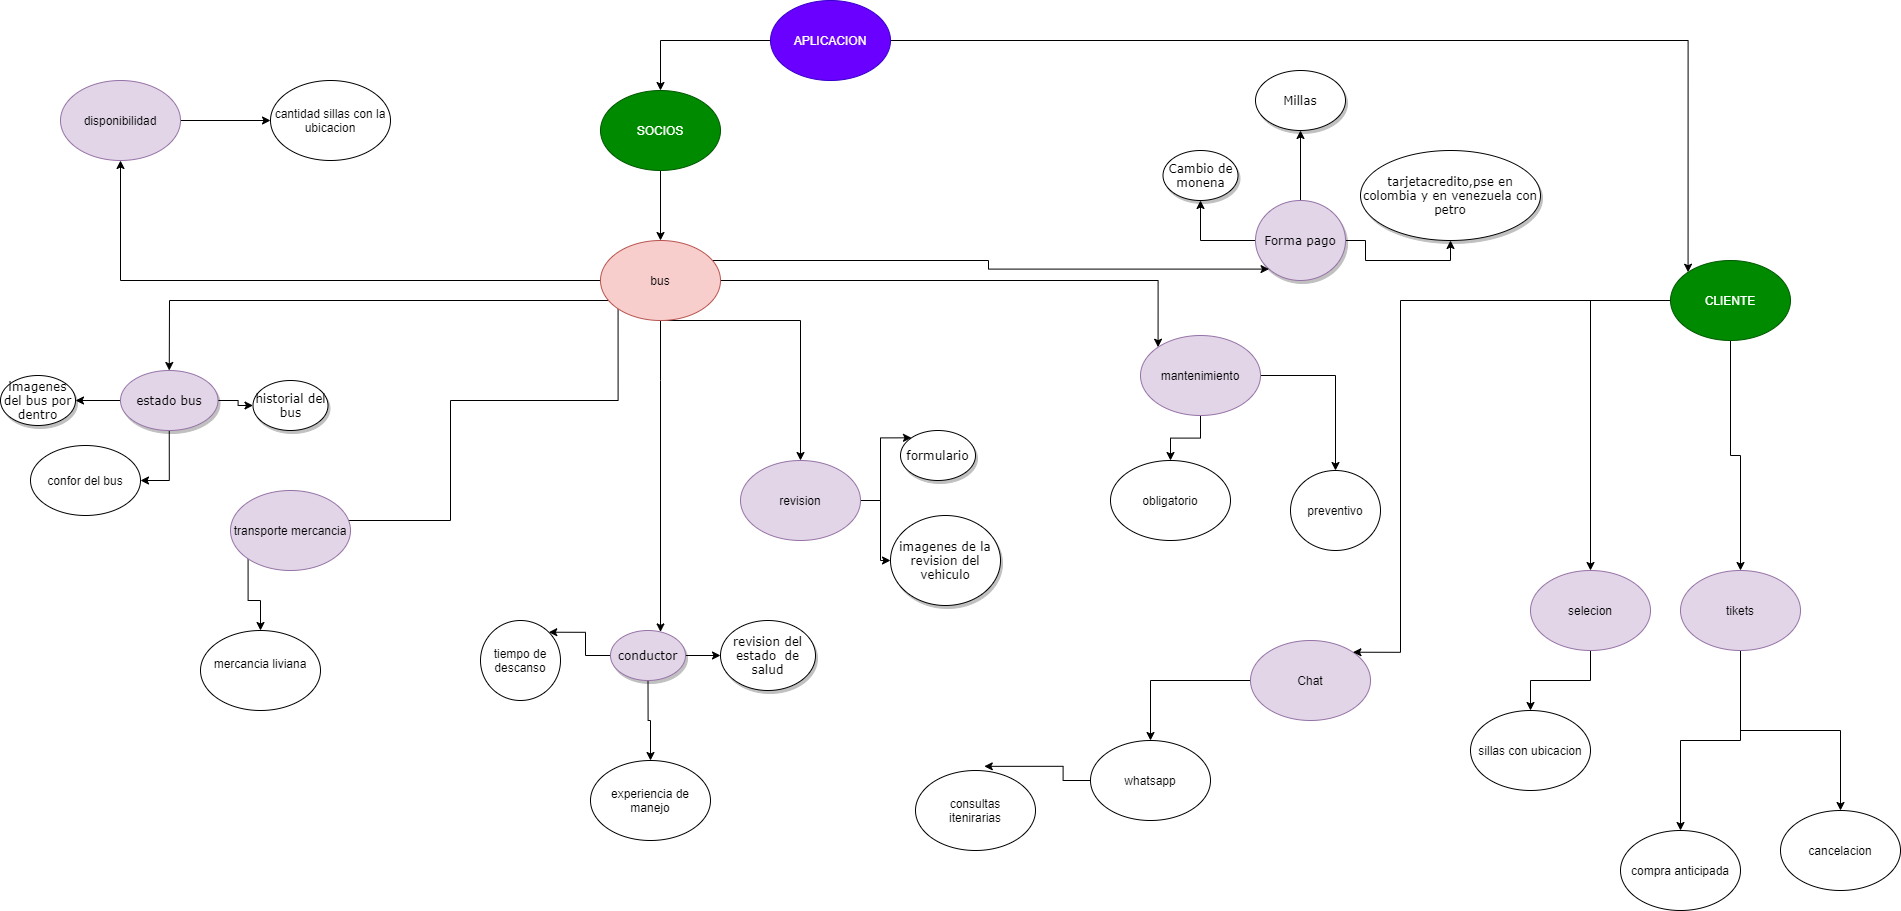 APLICACION
SOCIOS
disponibilidad
cantidad sillas con la
ubicacion
Millas
Cambio de
monena
tarjetacredito,pse en
colombia y en venezuela con
petro
Forma pago
bus
CLIENTE
mantenimiento
imagenes
del bus por
dentro
estado bus
historial del
bus
confor del bus
transporte mercancia
revision
formulario
imagenes de la
revision del
vehiculo
obligatorio
preventivo
mercancia liviana
tiempo de
descanso
conductor
revision del
estado de
salud
experiencia de
manejo
selecion
tikets
Chat
whatsapp
consultas
itenirarias
sillas con ubicacion
compra anticipada
cancelacion